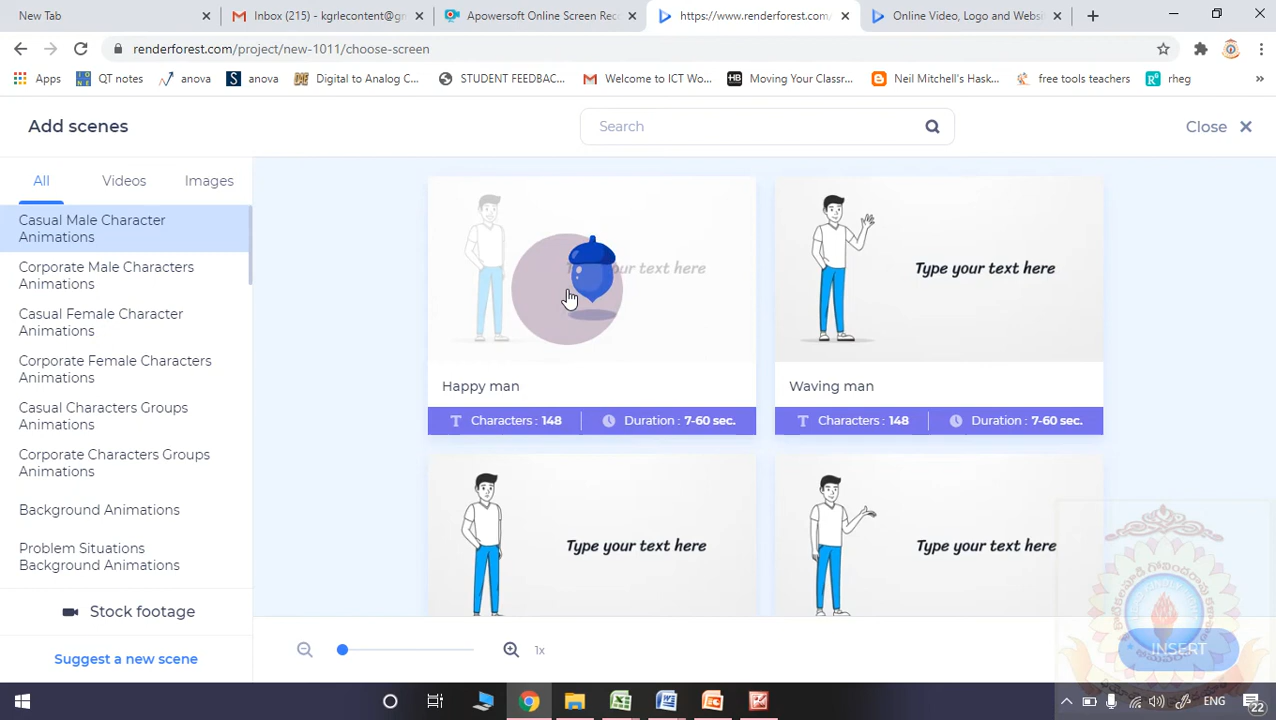 New Tab
Inbox (215) - kgrlecontent@gr
Apowersoft Online Screen Rec
https://www.renderforest.com/
Online Video, Logo and Websi
renderforest.com/project/new-1011/choose-screen
Apps
QT notes
anova
anova
Digital to Analog C...
STUDENT FEEDBAC...
Welcome to ICT Wo...
Moving Your Classr...
Neil Mitchell's Hask...
free tools teachers
rheg
Add scenes
Search
Close
All
Videos
Images
Casual Male Character
Animations
Corporate Male Characters
Animations
Casual Female Character
Animations
Corporate Female Characters
Animations
Casual Characters Groups
Animations
Corporate Characters Groups
Animations
Background Animations
Problem Situations
Background Animations
Stock footage
Suggest a new scene
Type your text here
Happy man
Characters : 148
Duration : 7-60 sec.
Type your text here
Waving man
Characters : 148
Duration : 7-60 sec.
Type your text here
Type your text here
1x
INSERT
ENG
22